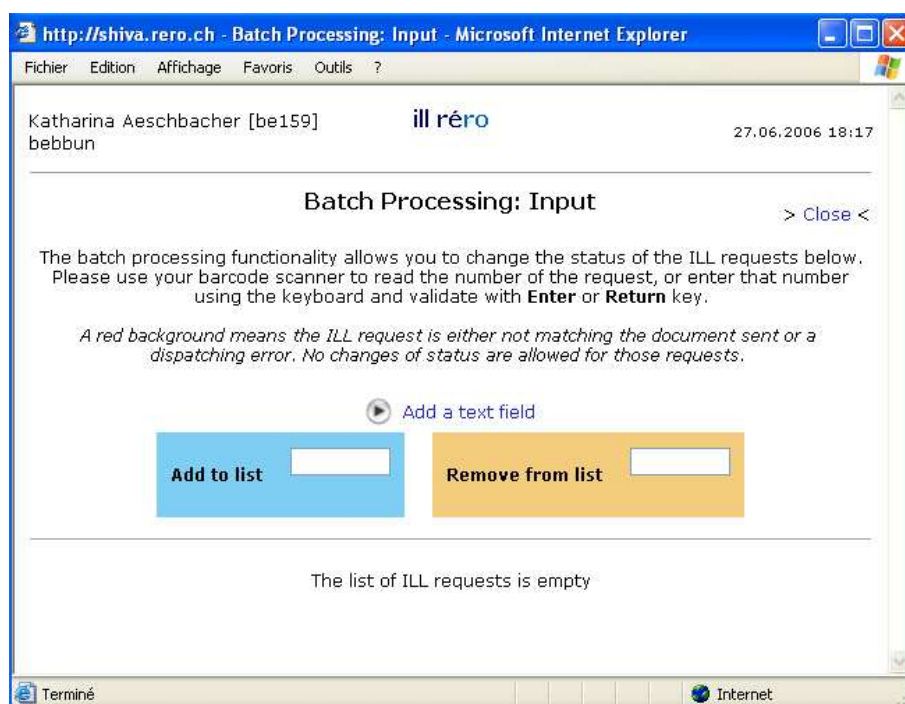 http://shiva.rero.ch - Batch Processing: Input - Microsoft Internet Explorer
Fichier Edition Affichage Favoris Outils ?
Katharina Aeschbacher [be159]
bebbun
ill réro
27.06.2006 18:17
Batch Processing: Input
> Close <
The batch processing functionality allows you to change the status of the ILL requests below.
Please use your barcode scanner to read the number of the request, or enter that number
using the keyboard and validate with Enter or Return key.
A red background means the ILL request is either not matching the document sent or a
dispatching error. No changes of status are allowed for those requests.
Add a text field
Add to list
Remove from list
The list of ILL requests is empty
Terminé
Internet